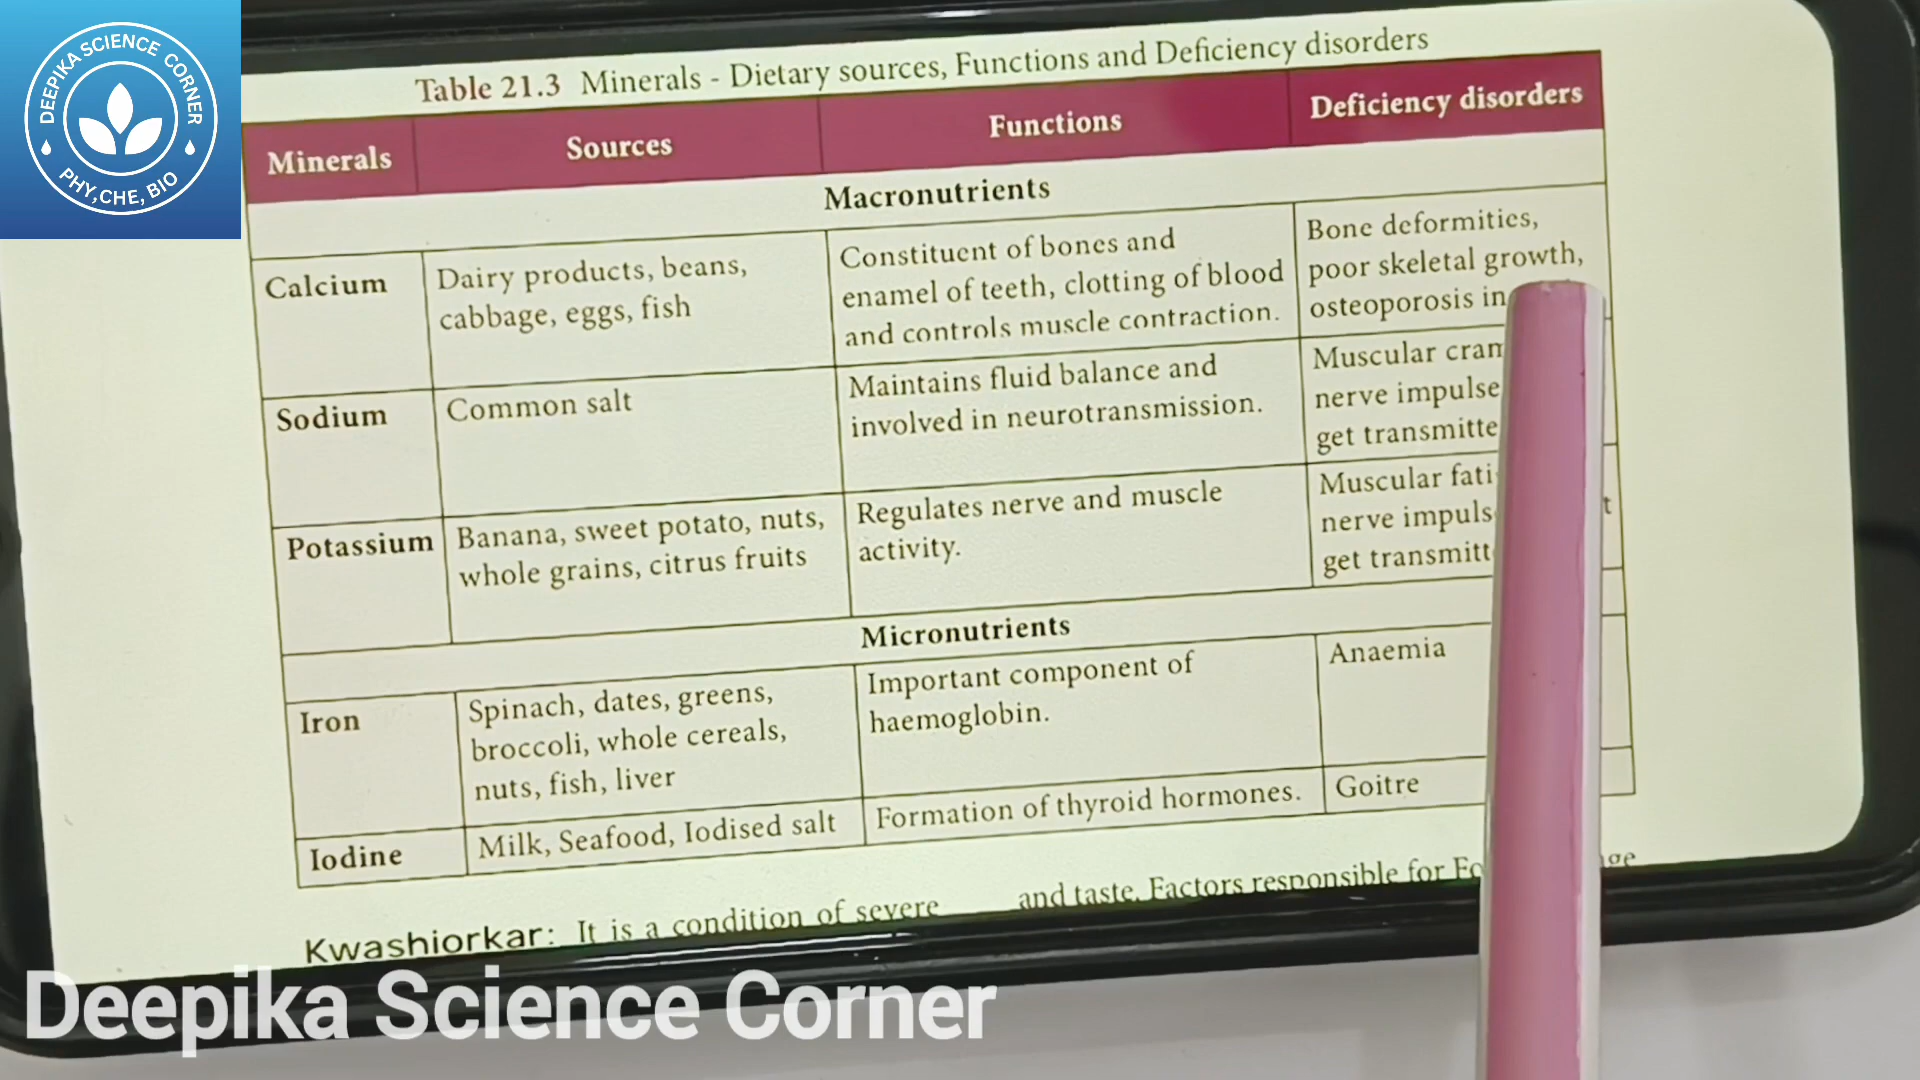 DEEPIKA SCIENCE CORNER
PHY,CHE, BIO
Table 21.3 Minerals - Dietary sources, Functions and Deficiency disorders
Minerals
Sources
Functions
Deficiency disorders
Macronutrients
Calcium
Dairy products, beans,
cabbage, eggs, fish
Constituent of bones and
enamel of teeth, clotting of blood
and controls muscle contraction.
Bone deformities,
poor skeletal growth,
osteoporosis in
Sodium
Common salt
Maintains fluid balance and
involved in neurotransmission.
Muscular
nerve impulse
get
Potassium
Banana, sweet potato, nuts,
whole grains, citrus fruits
Regulates nerve and muscle
activity.
Muscular
nerve
get
Micronutrients
Iron
Spinach, dates, greens,
broccoli, whole cereals,
nuts, fish, liver
Important component of
haemoglobin.
Anaemia
Iodine
Milk, Seafood, Iodised salt
Formation of thyroid hormones.
Goitre
Kwashiorkar: It is a condition of severe
and taste. Factors responsible for
Deepika Science Corner